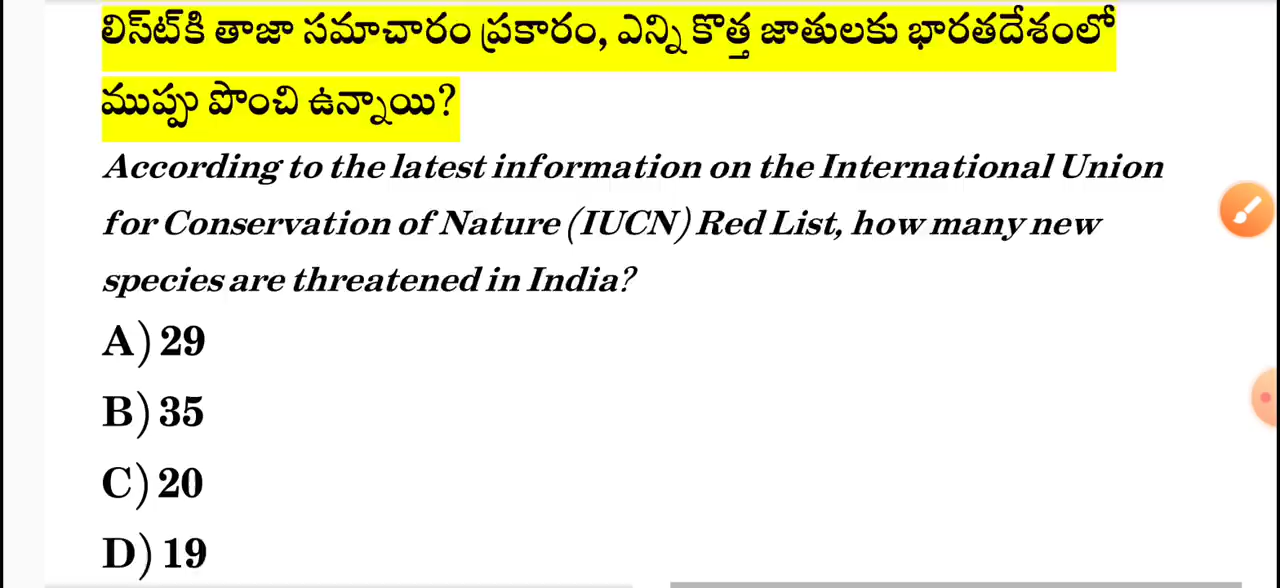 లిస్ట్‌కి తాజా సమాచారం ప్రకారం, ఎన్ని కొత్త జాతులకు భారతదేశంలో
ముప్పు పొంచి ఉన్నాయి?
According to the latest information on the International Union
for Conservation of Nature (IUCN) Red List, how many new
species are threatened in India?
A) 29
B) 35
C) 20
D) 19